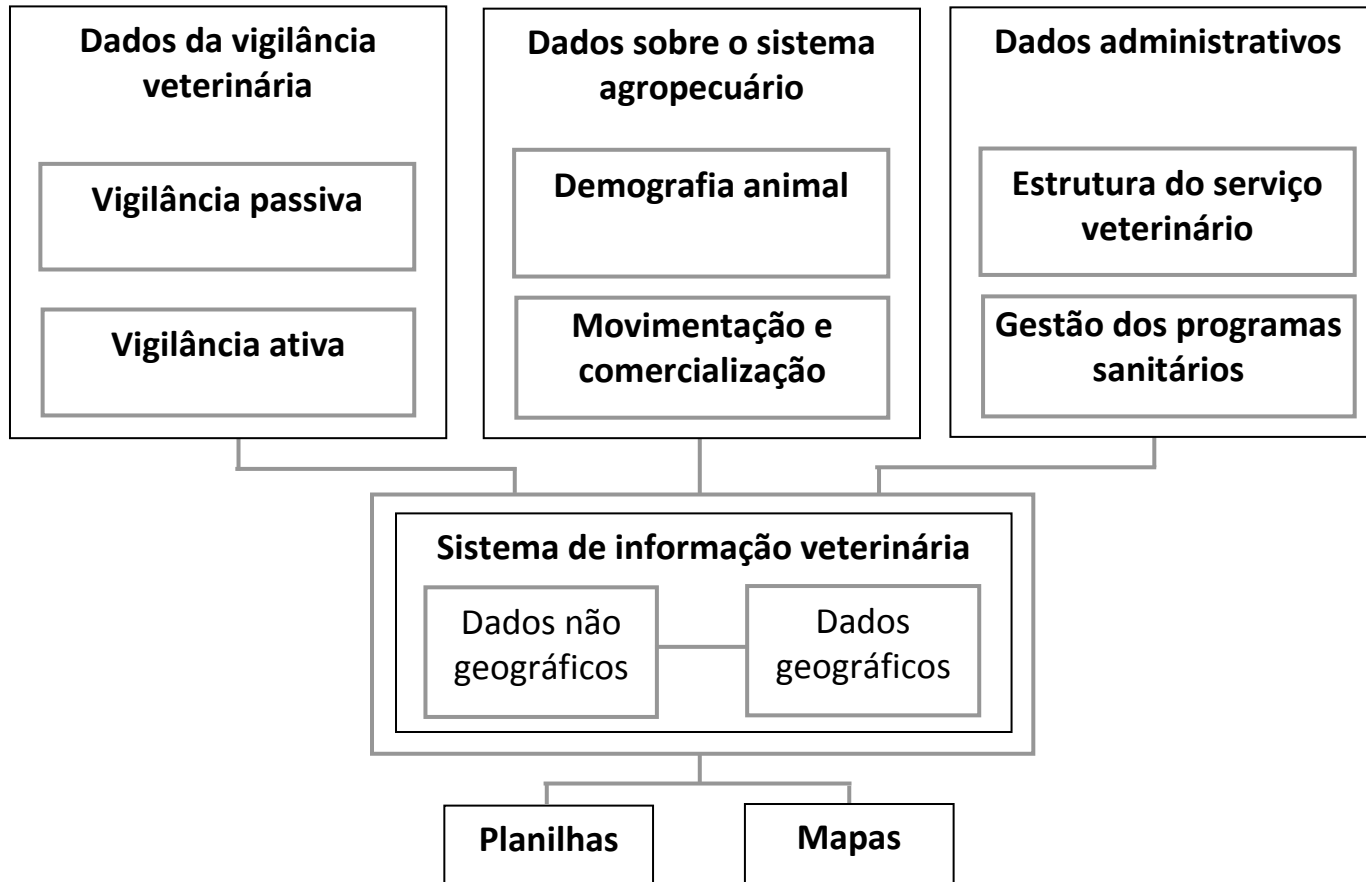 Dados da vigilância
veterinária
Vigilância passiva
Vigilância ativa
Dados sobre o sistema
agropecuário
Demografia animal
Movimentação e
comercialização
Dados administrativos
Estrutura do serviço
veterinário
Gestão dos programas
sanitários
Sistema de informação veterinária
Dados não
geográficos
Dados
geográficos
Planilhas
Mapas